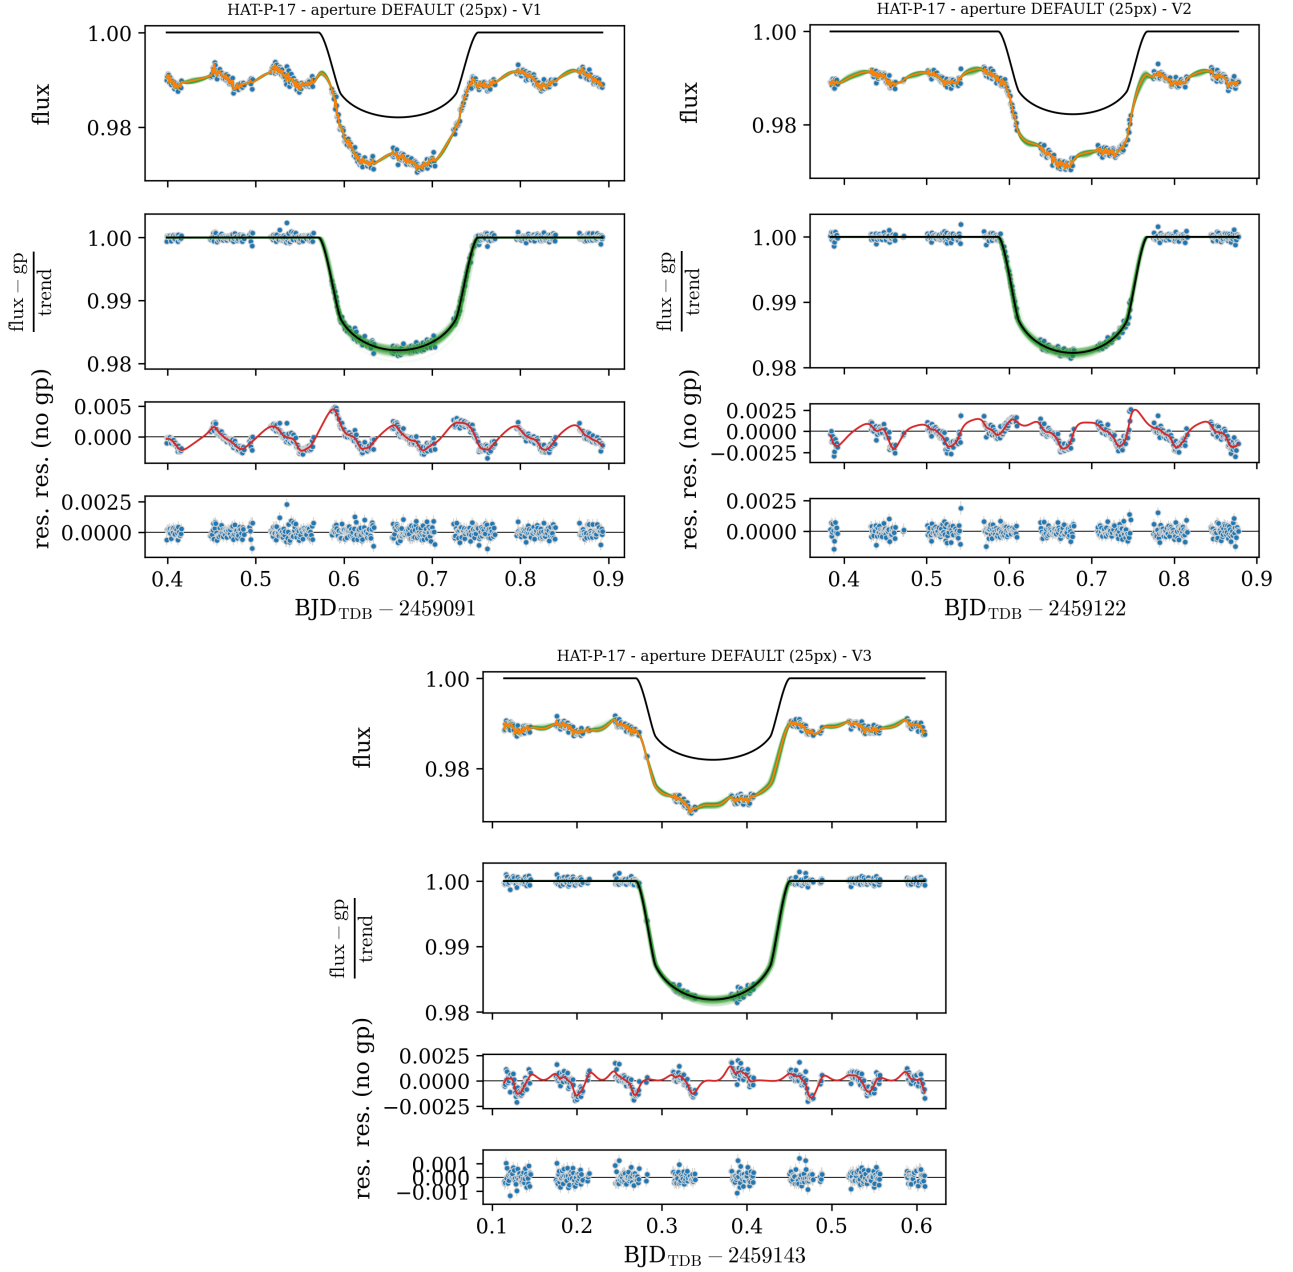 HAT-P-17 - aperture DEFAULT (25px) - V1
1.00
0.98
flux
1.00
0.99
0.98
flux − gp
trend
0.005
0.000
res. (no gp)
0.0025
0.0000
res.
0.4 0.5 0.6 0.7 0.8 0.9
BJD_TDB − 2459091
HAT-P-17 - aperture DEFAULT (25px) - V2
1.00
0.98
flux
1.00
0.99
0.98
flux − gp
trend
0.0025
0.0000
−0.0025
res. (no gp)
0.0025
0.0000
res.
0.4 0.5 0.6 0.7 0.8 0.9
BJD_TDB − 2459122
HAT-P-17 - aperture DEFAULT (25px) - V3
1.00
0.98
flux
1.00
0.99
0.98
flux − gp
trend
0.0025
0.0000
−0.0025
res. (no gp)
0.001
0.000
−0.001
res.
0.1 0.2 0.3 0.4 0.5 0.6
BJD_TDB − 2459143